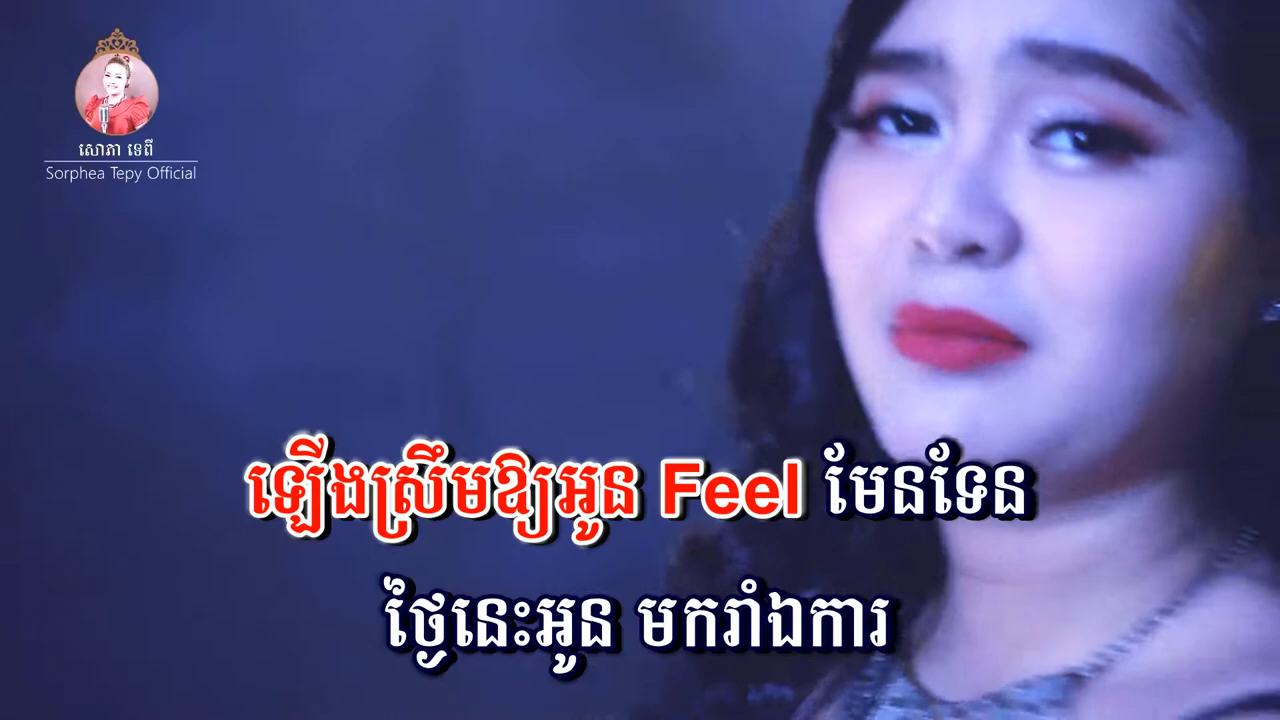 សោភា ទេពី
Sorphea Tepy Official
ឡើងស្រឹមឱ្យអូន Feel មែនទែន
ថ្ងៃនេះអូន មករាំឯការ